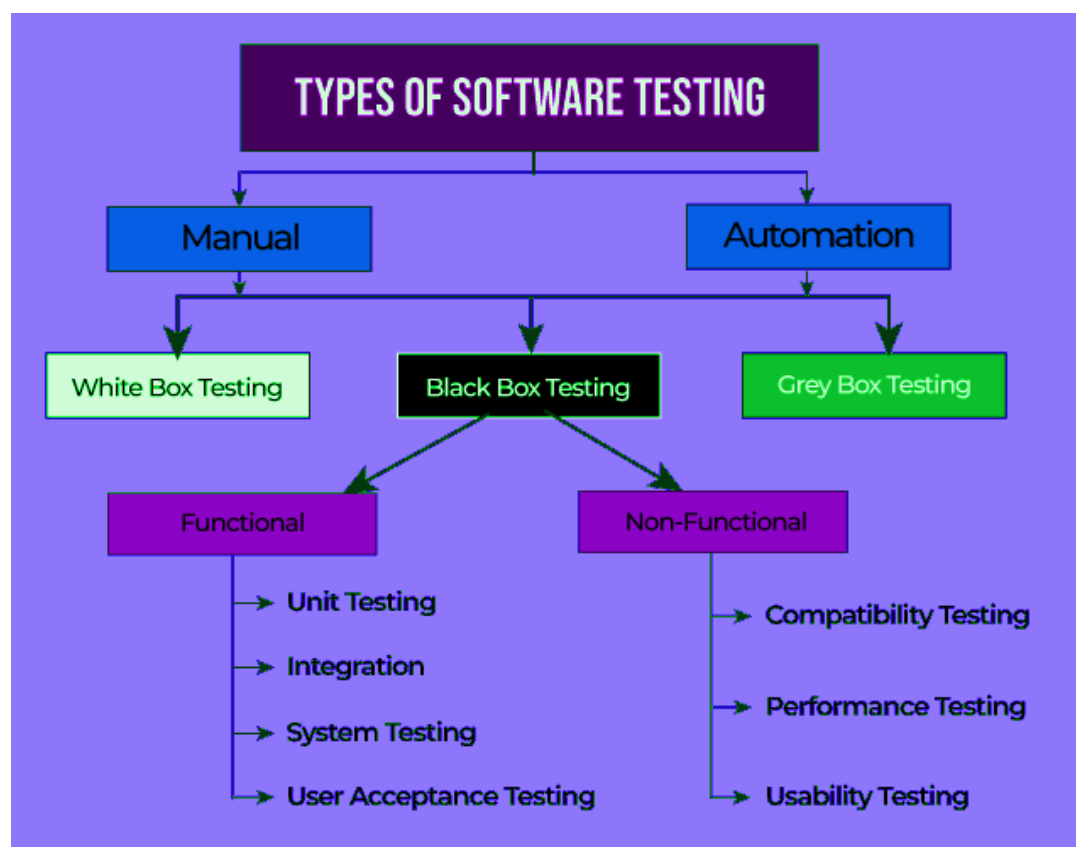 TYPES OF SOFTWARE TESTING
Manual
Automation
White Box Testing
Black Box Testing
Grey Box Testing
Functional
Non-Functional
Unit Testing
Integration
System Testing
User Acceptance Testing
Compatibility Testing
Performance Testing
Usability Testing